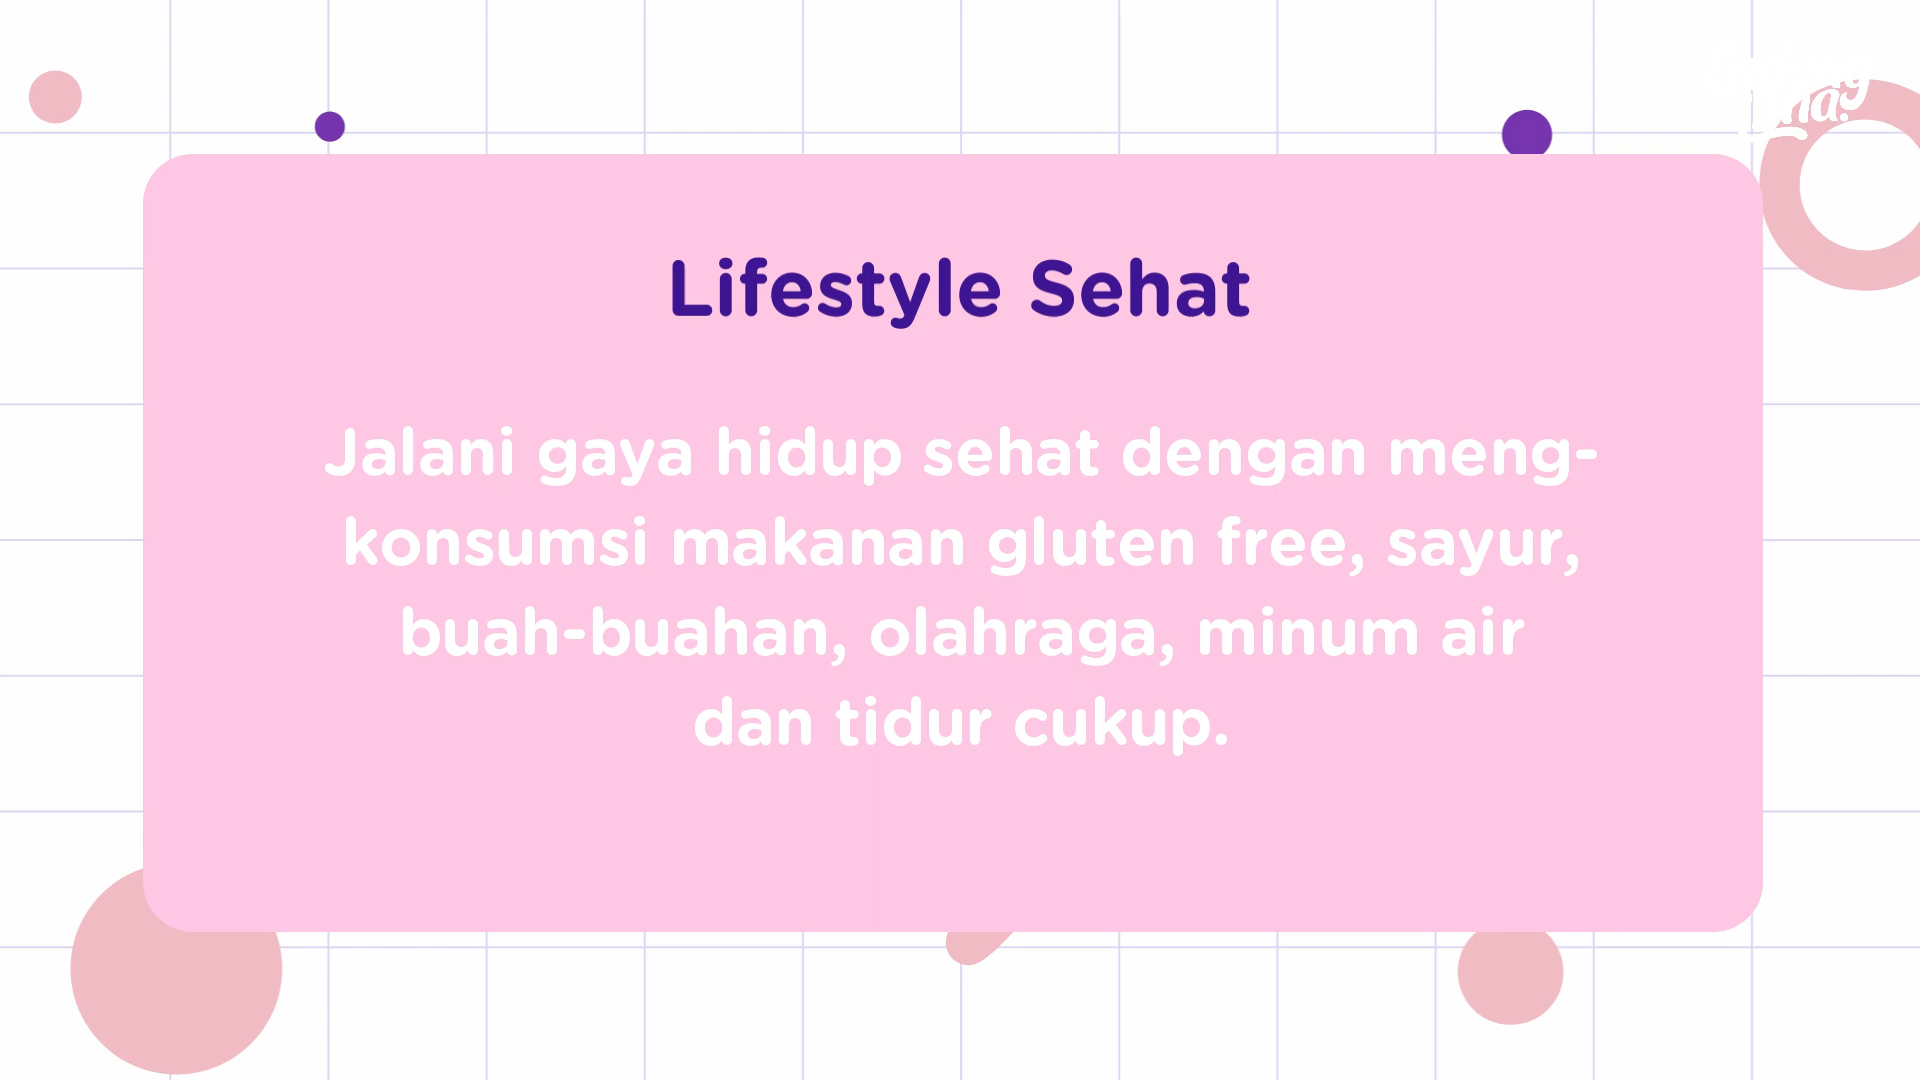 Lifestyle Sehat
Jalani gaya hidup sehat dengan meng-
konsumsi makanan gluten free, sayur,
buah-buahan, olahraga, minum air
dan tidur cukup.